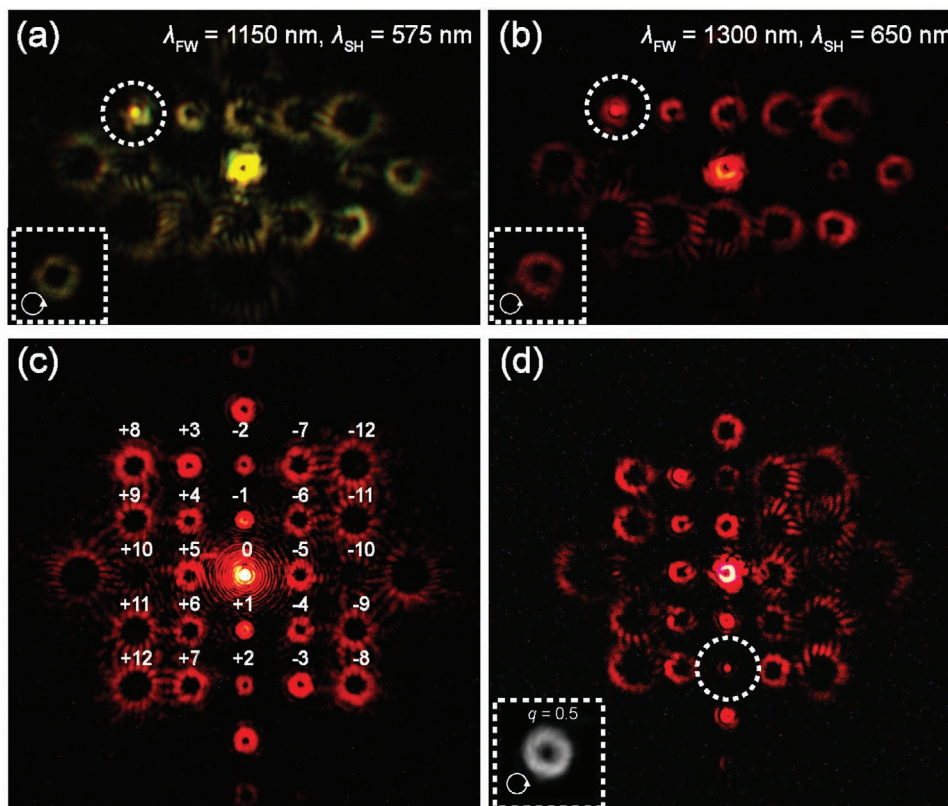 (a)
λFW = 1150 nm, λSH = 575 nm
(b)
λFW = 1300 nm, λSH = 650 nm
(c)
+8 +3 -2 -7 -12
+9 +4 -1 -6 -11
+10 +5 0 -5 -10
+11 +6 +1 -4 -9
+12 +7 +2 -3 -8
(d)
q = 0.5